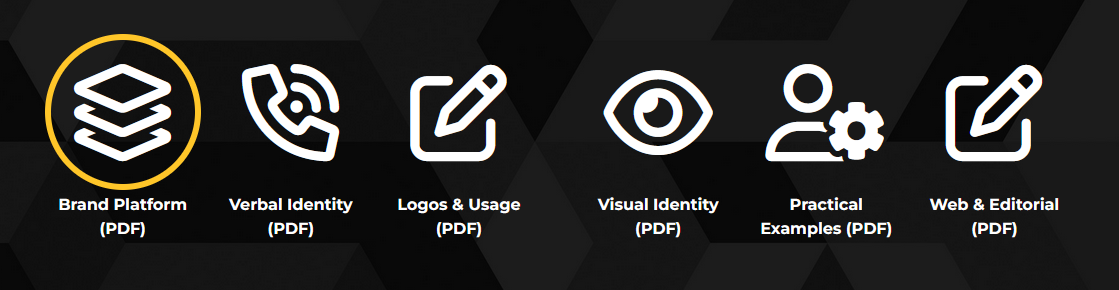 Brand Platform
(PDF)
Verbal Identity
(PDF)
Logos & Usage
(PDF)
Visual Identity
(PDF)
Practical
Examples (PDF)
Web & Editorial
(PDF)